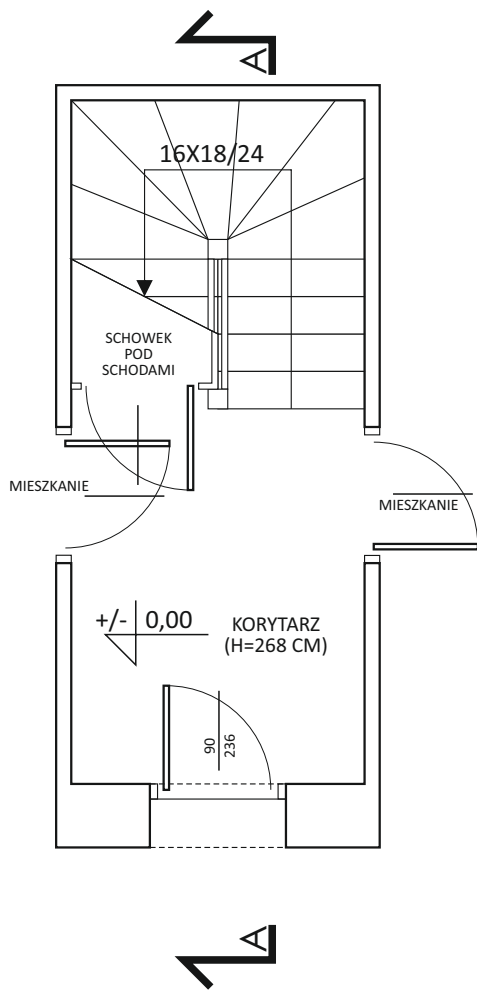 A
16X18/24
SCHOWEK
POD
SCHODAMI
MIESZKANIE
MIESZKANIE
+/- 0,00
KORYTARZ
(H=268 CM)
90
236
A